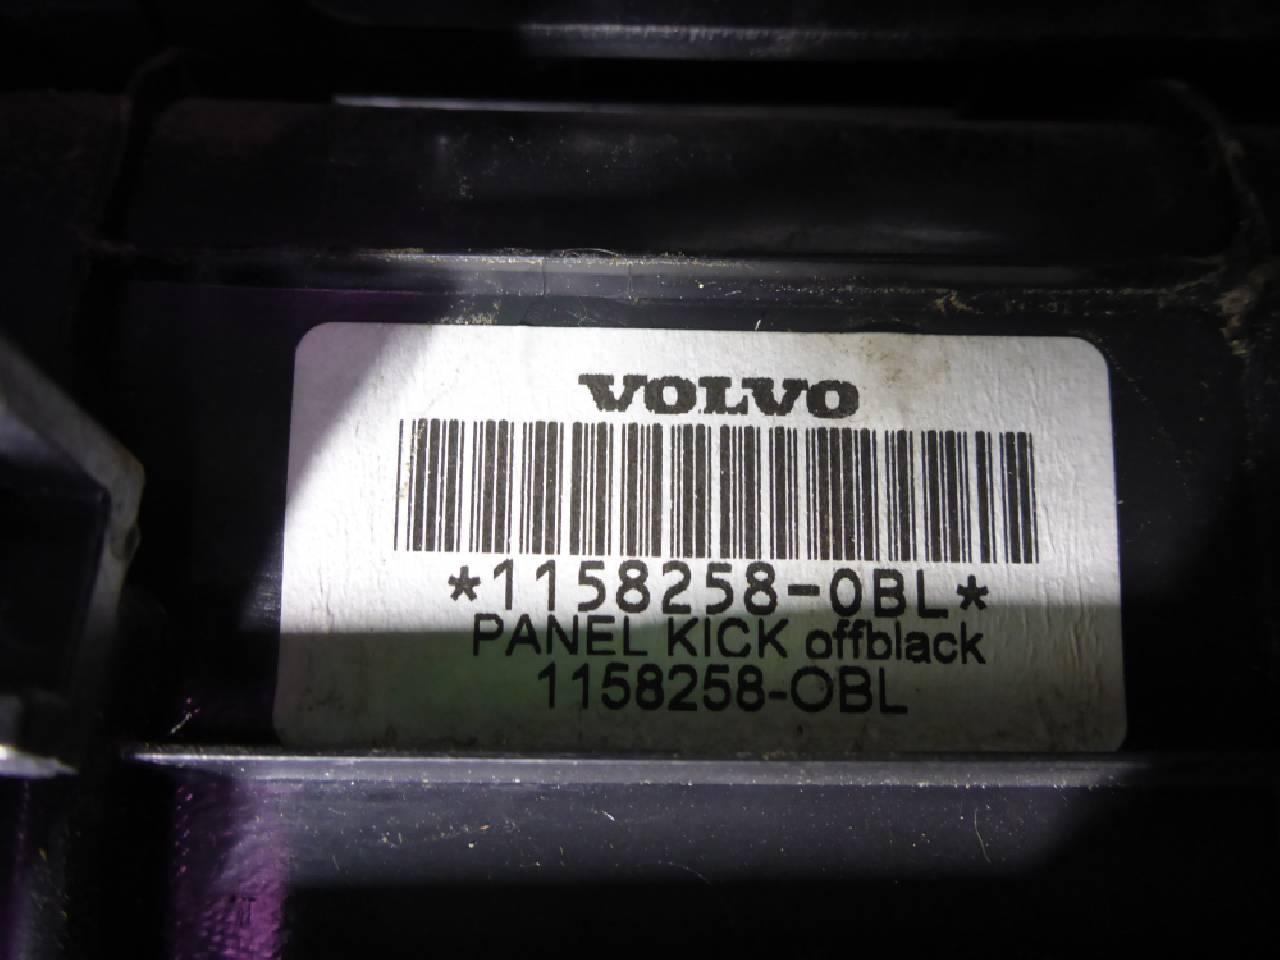 VOLVO
*1158258-0BL*
PANEL KICK offblack
1158258-OBL